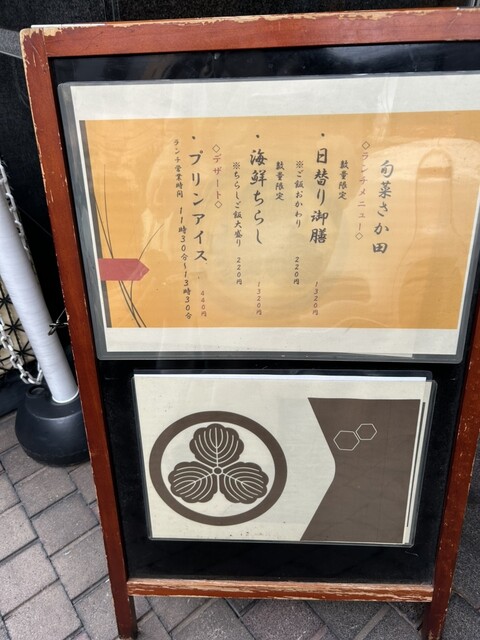 旬菜さか田
◇ランチメニュー◇
数量限定
・日替り御膳 1320円
※ご飯おかわり 220円
数量限定
・海鮮ちらし 1320円
※ちらしご飯大盛り 220円
◇デザート◇
・プリンアイス 440円
ランチ営業時間 11時30分〜13時30分